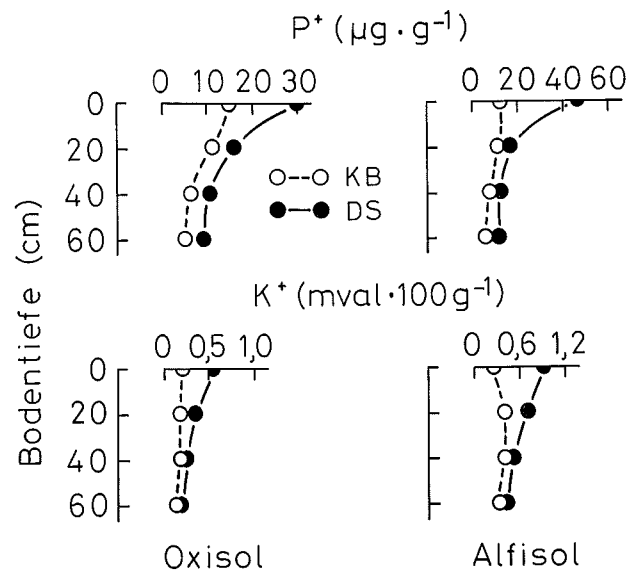 P⁺ (µg·g⁻¹)
0 10 20 30
0 20 40 60
0
20
40
60
KB
DS
K⁺ (mval·100g⁻¹)
0 0,5 1,0
0 0,6 1,2
0
20
40
60
Bodentiefe (cm)
Oxisol
Alfisol